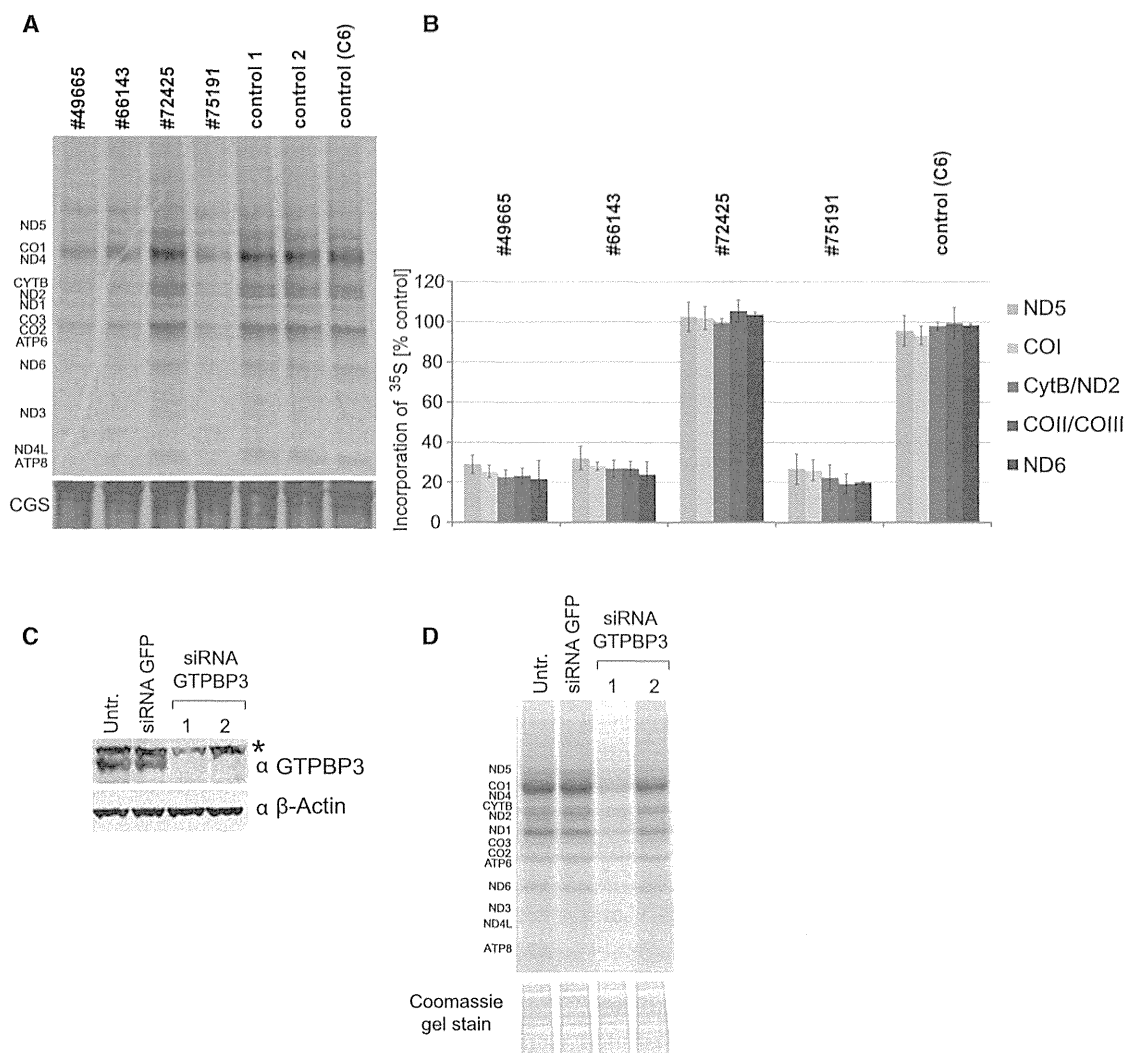 A
#49665
#66143
#72425
#75191
control 1
control 2
control (C6)
ND5
CO1
ND4
CYTB
ND2
ND1
CO3
CO2
ATP6
ND6
ND3
ND4L
ATP8
CGS
B
#49665
#66143
#72425
#75191
control (C6)
Incorporation of ³⁵S [% control]
120
100
80
60
40
20
0
ND5
COI
CytB/ND2
COII/COIII
ND6
C
Untr.
siRNA GFP
siRNA
GTPBP3
1 2
*
α GTPBP3
α β-Actin
D
Untr.
siRNA GFP
siRNA
GTPBP3
1 2
ND5
CO1
ND4
CYTB
ND2
ND1
CO3
CO2
ATP6
ND6
ND3
ND4L
ATP8
Coomassie
gel stain